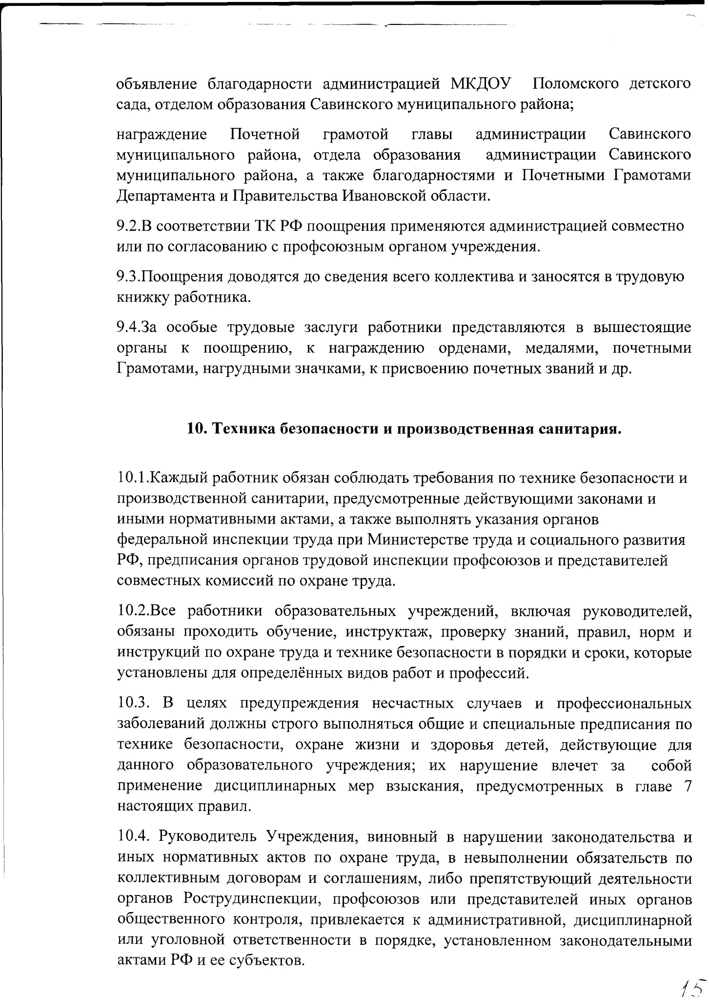 объявление благодарности администрацией МКДОУ Поломского детского
сада, отделом образования Савинского муниципального района;
награждение Почетной грамотой главы администрации Савинского
муниципального района, отдела образования администрации Савинского
муниципального района, а также благодарностями и Почетными Грамотами
Департамента и Правительства Ивановской области.
9.2.В соответствии ТК РФ поощрения применяются администрацией совместно
или по согласованию с профсоюзным органом учреждения.
9.3.Поощрения доводятся до сведения всего коллектива и заносятся в трудовую
книжку работника.
9.4.За особые трудовые заслуги работники представляются в вышестоящие
органы к поощрению, к награждению орденами, медалями, почетными
Грамотами, нагрудными значками, к присвоению почетных званий и др.
10. Техника безопасности и производственная санитария.
10.1.Каждый работник обязан соблюдать требования по технике безопасности и
производственной санитарии, предусмотренные действующими законами и
иными нормативными актами, а также выполнять указания органов
федеральной инспекции труда при Министерстве труда и социального развития
РФ, предписания органов трудовой инспекции профсоюзов и представителей
совместных комиссий по охране труда.
10.2.Все работники образовательных учреждений, включая руководителей,
обязаны проходить обучение, инструктаж, проверку знаний, правил, норм и
инструкций по охране труда и технике безопасности в порядки и сроки, которые
установлены для определённых видов работ и профессий.
10.3. В целях предупреждения несчастных случаев и профессиональных
заболеваний должны строго выполняться общие и специальные предписания по
технике безопасности, охране жизни и здоровья детей, действующие для
данного образовательного учреждения; их нарушение влечет за собой
применение дисциплинарных мер взыскания, предусмотренных в главе 7
настоящих правил.
10.4. Руководитель Учреждения, виновный в нарушении законодательства и
иных нормативных актов по охране труда, в невыполнении обязательств по
коллективным договорам и соглашениям, либо препятствующий деятельности
органов Рострудинспекции, профсоюзов или представителей иных органов
общественного контроля, привлекается к административной, дисциплинарной
или уголовной ответственности в порядке, установленном законодательными
актами РФ и ее субъектов.
15